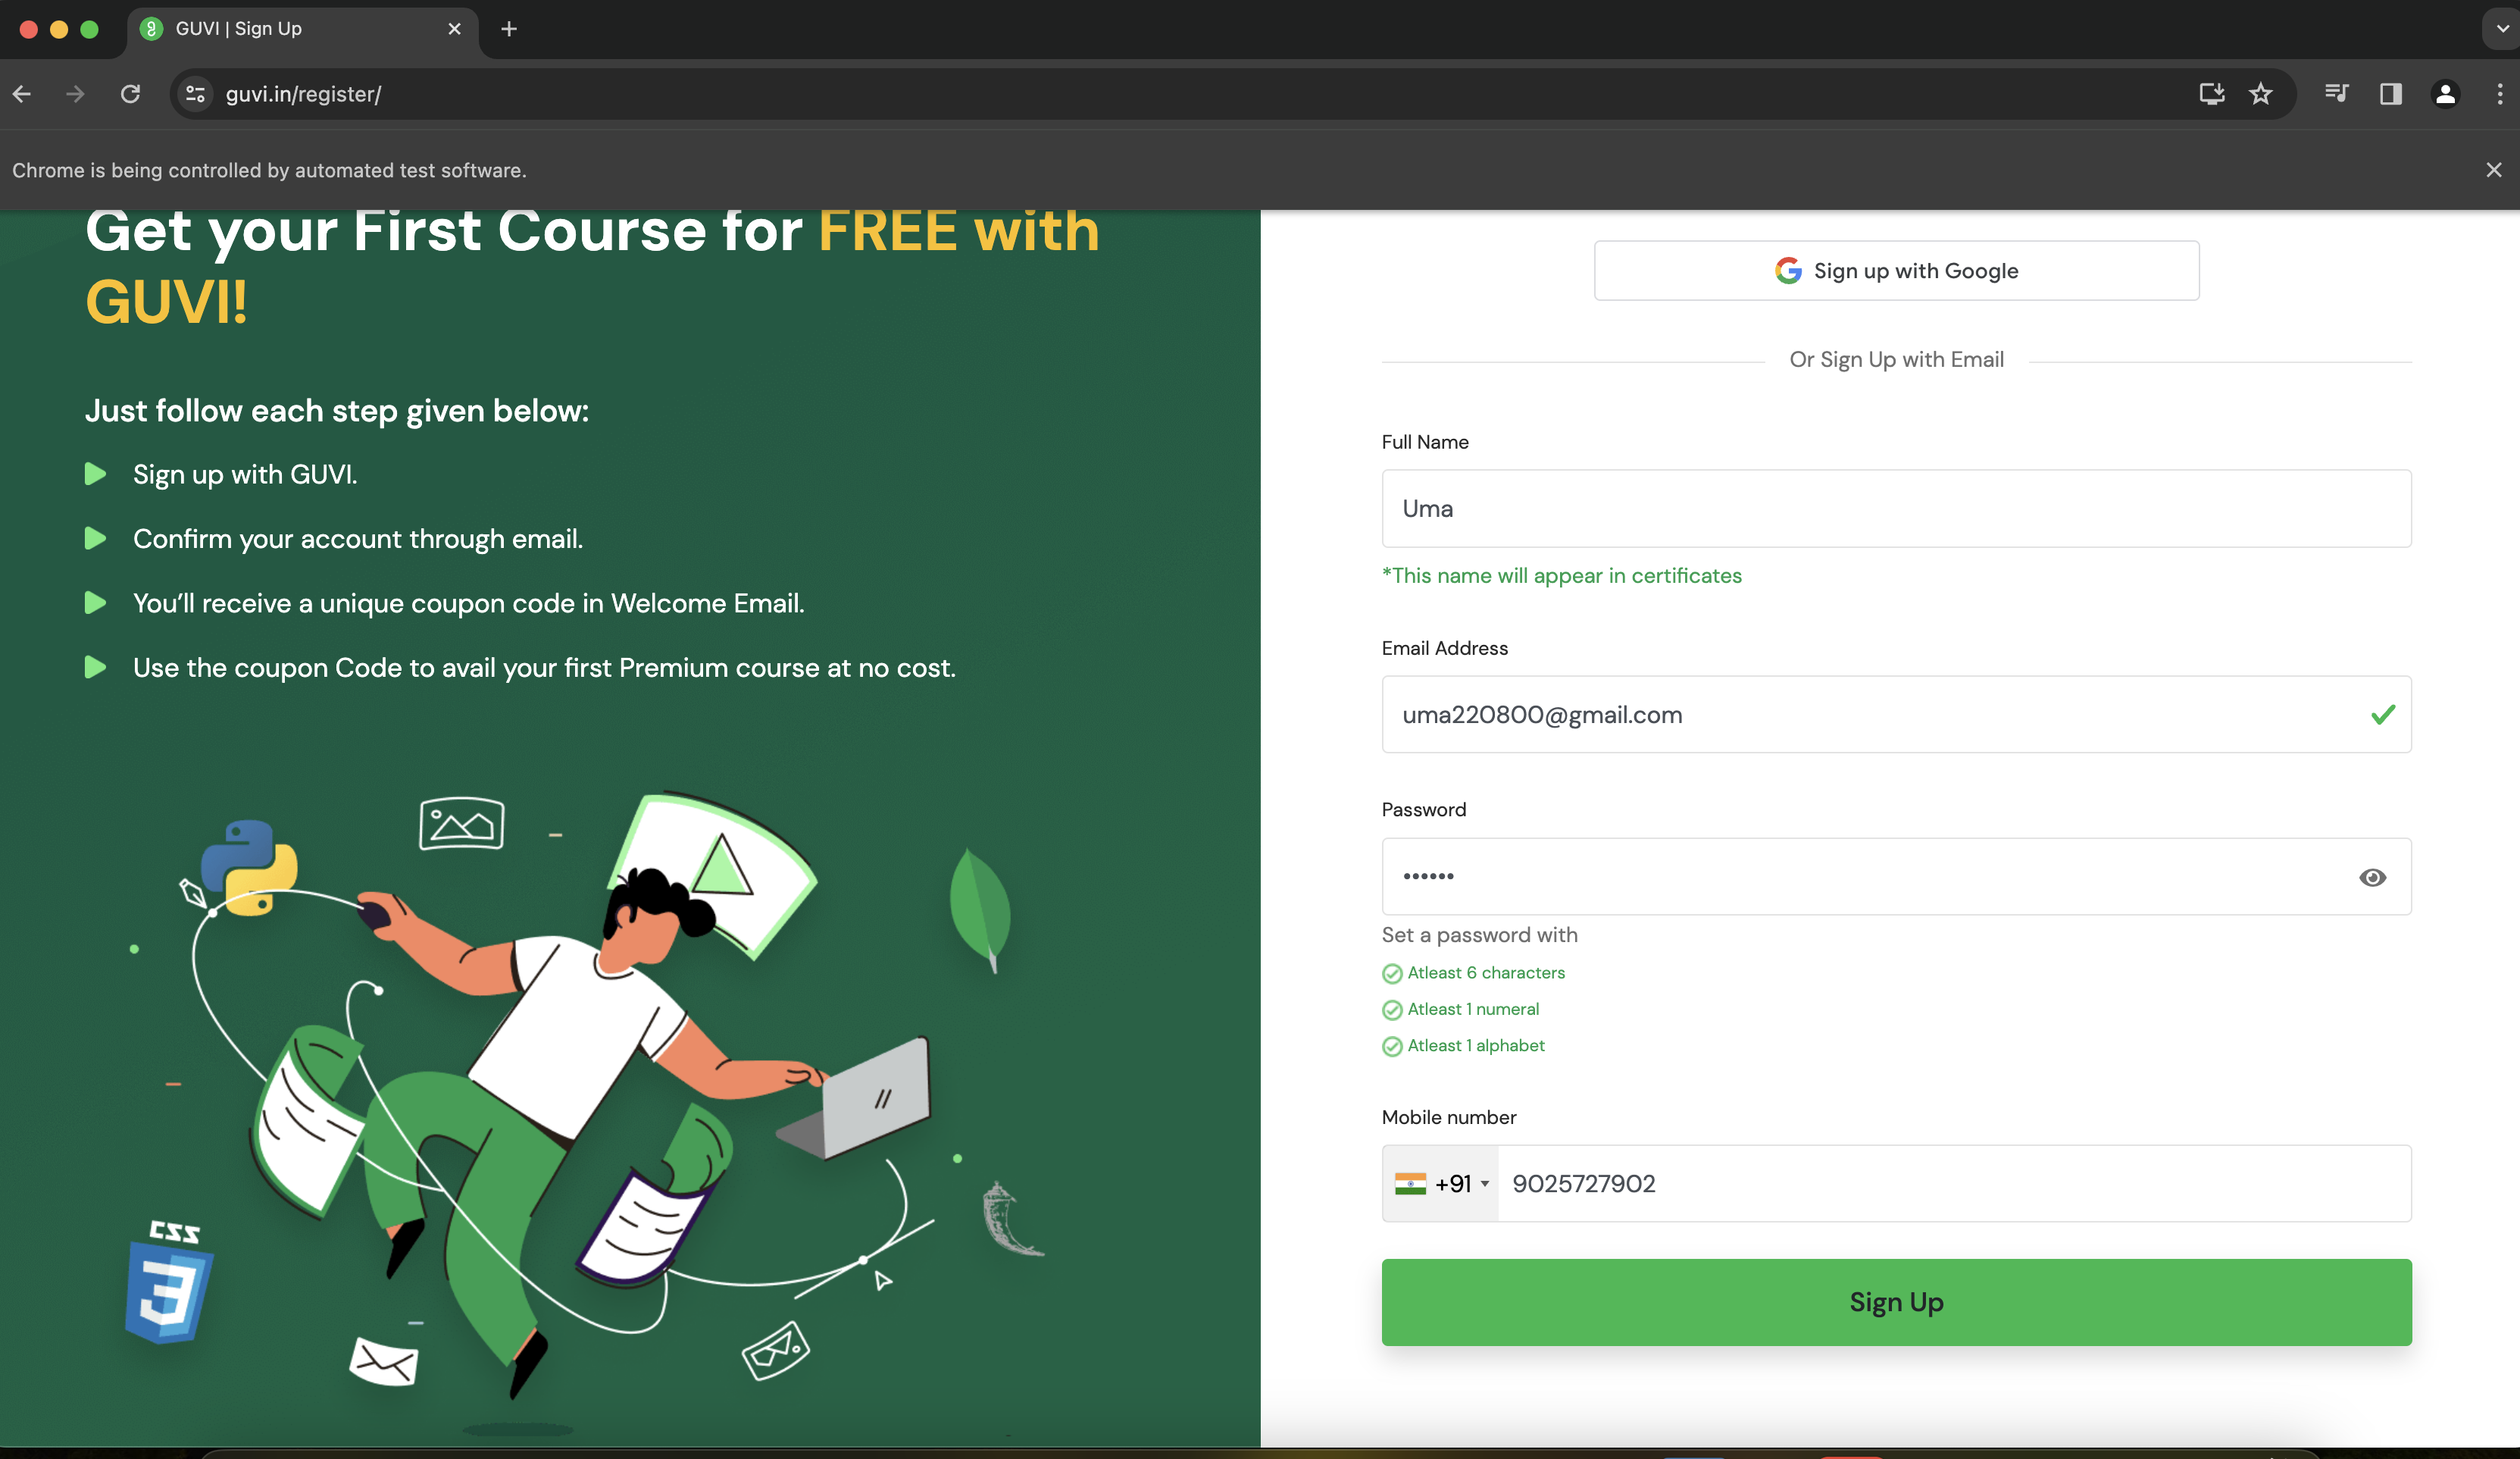 GUVI | Sign Up
guvi.in/register/
Chrome is being controlled by automated test software.
Get your First Course for FREE with
GUVI!
Just follow each step given below:
Sign up with GUVI.
Confirm your account through email.
You’ll receive a unique coupon code in Welcome Email.
Use the coupon Code to avail your first Premium course at no cost.
CSS
3
//
Sign up with Google
Or Sign Up with Email
Full Name
Uma
*This name will appear in certificates
Email Address
uma220800@gmail.com
Password
••••••
Set a password with
Atleast 6 characters
Atleast 1 numeral
Atleast 1 alphabet
Mobile number
+91 9025727902
Sign Up